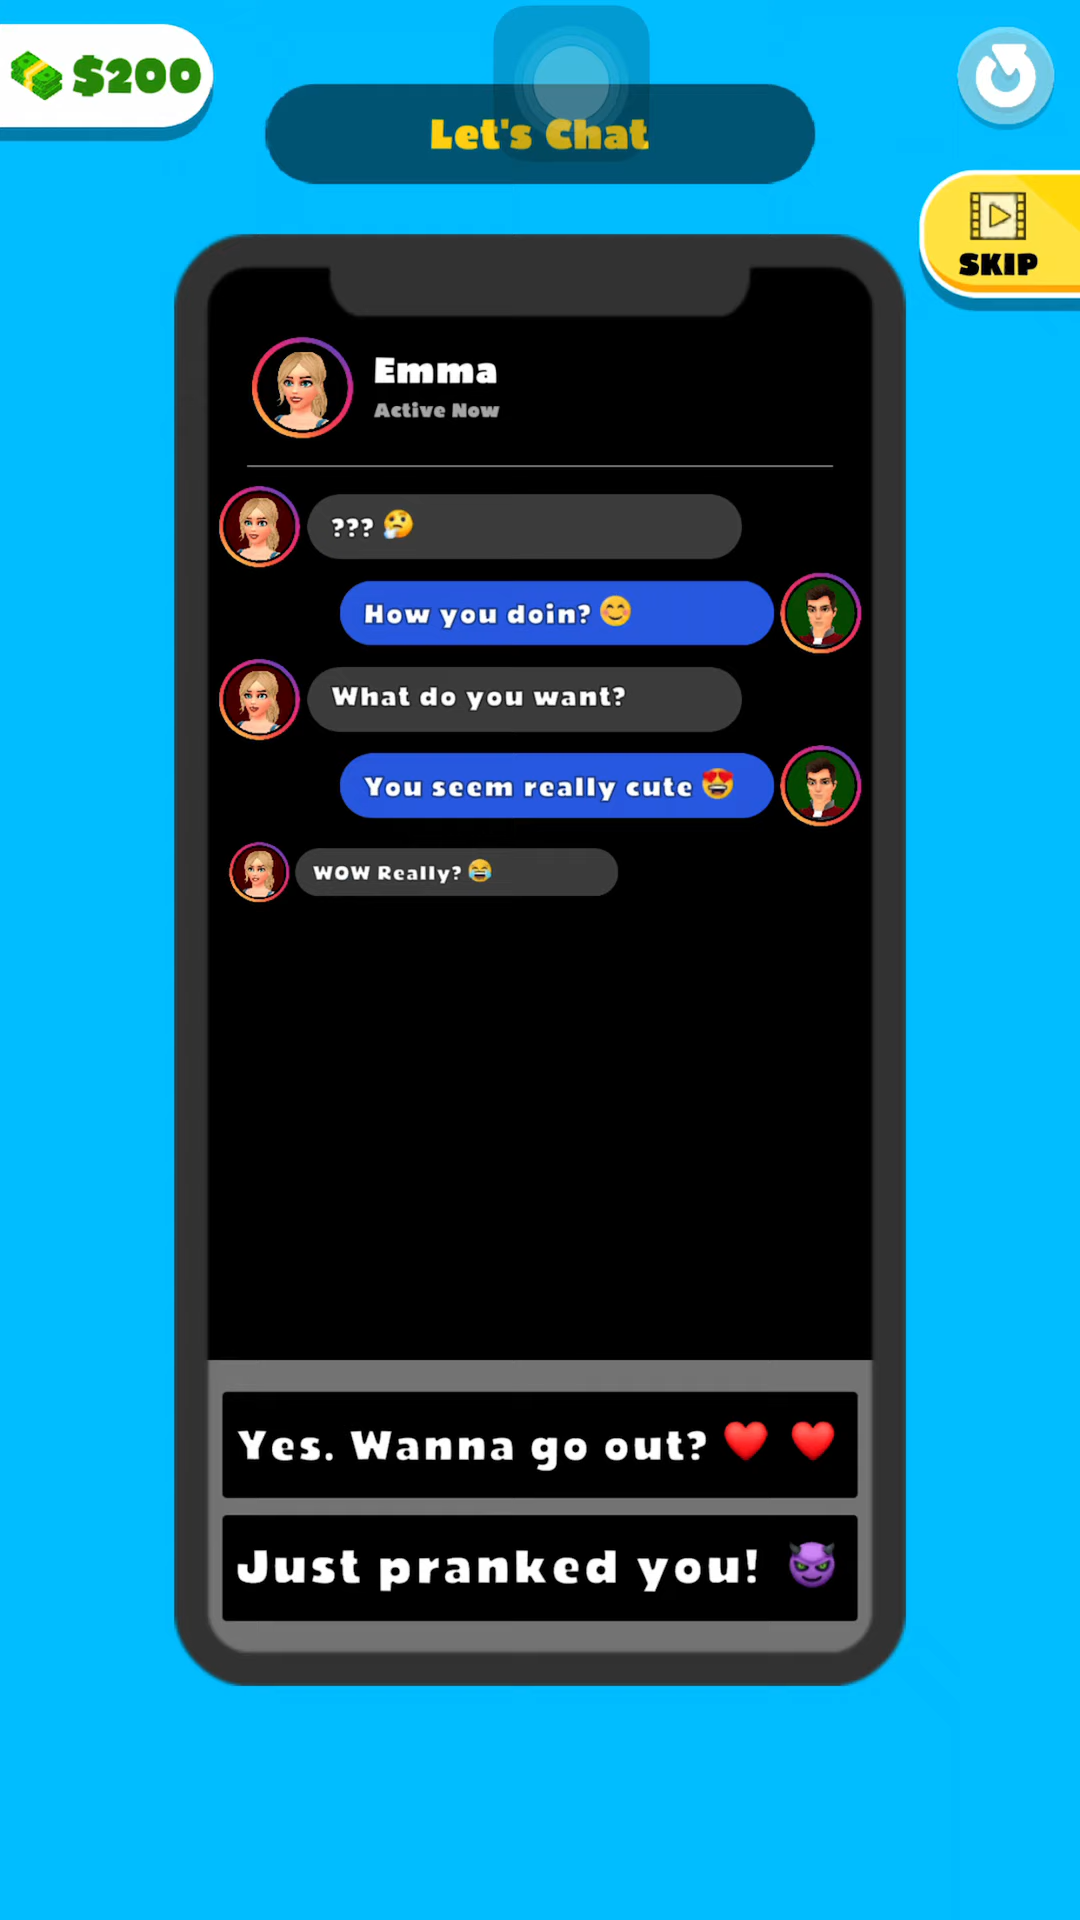 $200
Let's Chat
SKIP
Emma
Active Now
??? 🤔
How you doin? 😊
What do you want?
You seem really cute 😍
WOW Really? 😂
Yes. Wanna go out? ❤️ ❤️
Just pranked you! 😈